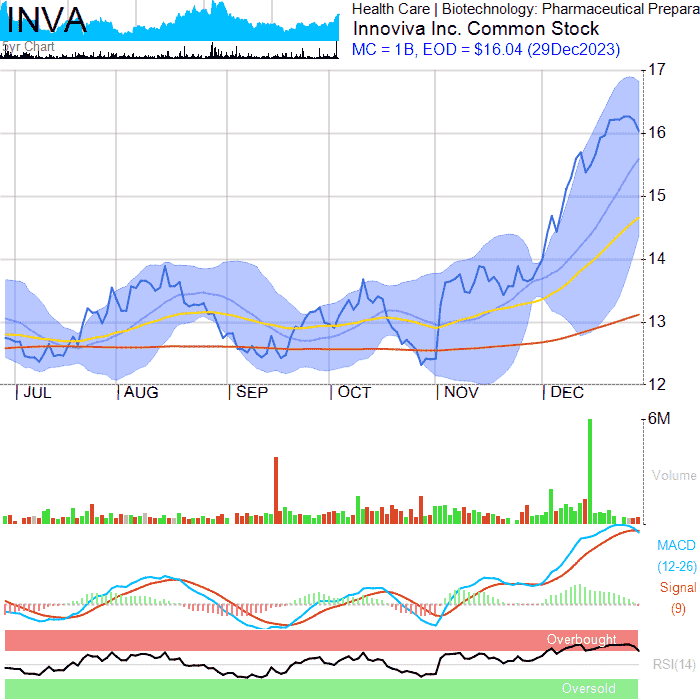 INVA
5yr Chart
Health Care | Biotechnology: Pharmaceutical Prepara
Innoviva Inc. Common Stock
MC = 1B, EOD = $16.04 (29Dec2023)
17
16
15
14
13
12
JUL AUG SEP OCT NOV DEC
6M
Volume
MACD
(12-26)
Signal
(9)
Overbought
RSI(14)
Oversold